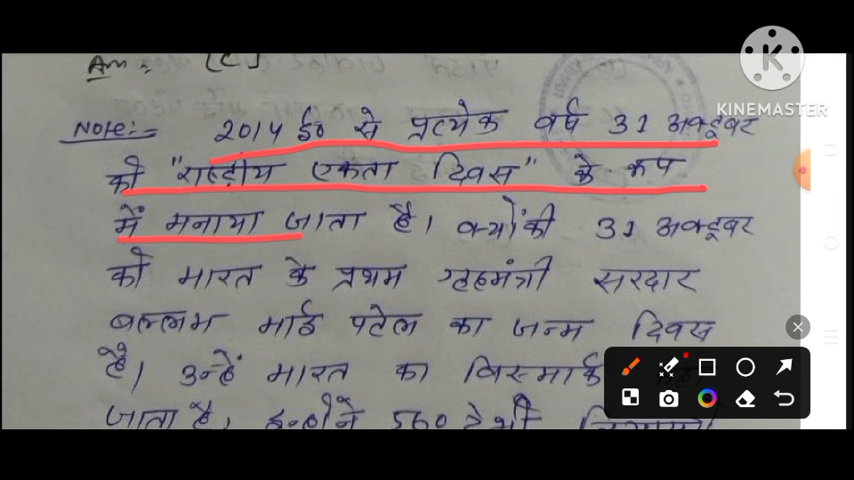 Ans:- [C]
KINEMASTER
Note:- 2014 ई० से प्रत्येक वर्ष 31 अक्टूबर
को "राष्ट्रीय एकता दिवस" के रूप
में मनाया जाता है। क्योंकी 31 अक्टूबर
को भारत के प्रथम गृहमंत्री सरदार
बल्लभ भाई पटेल का जन्म दिवस
है। उन्हें भारत का विस्मार्क
जाता है, इन्होंने 560 देशी